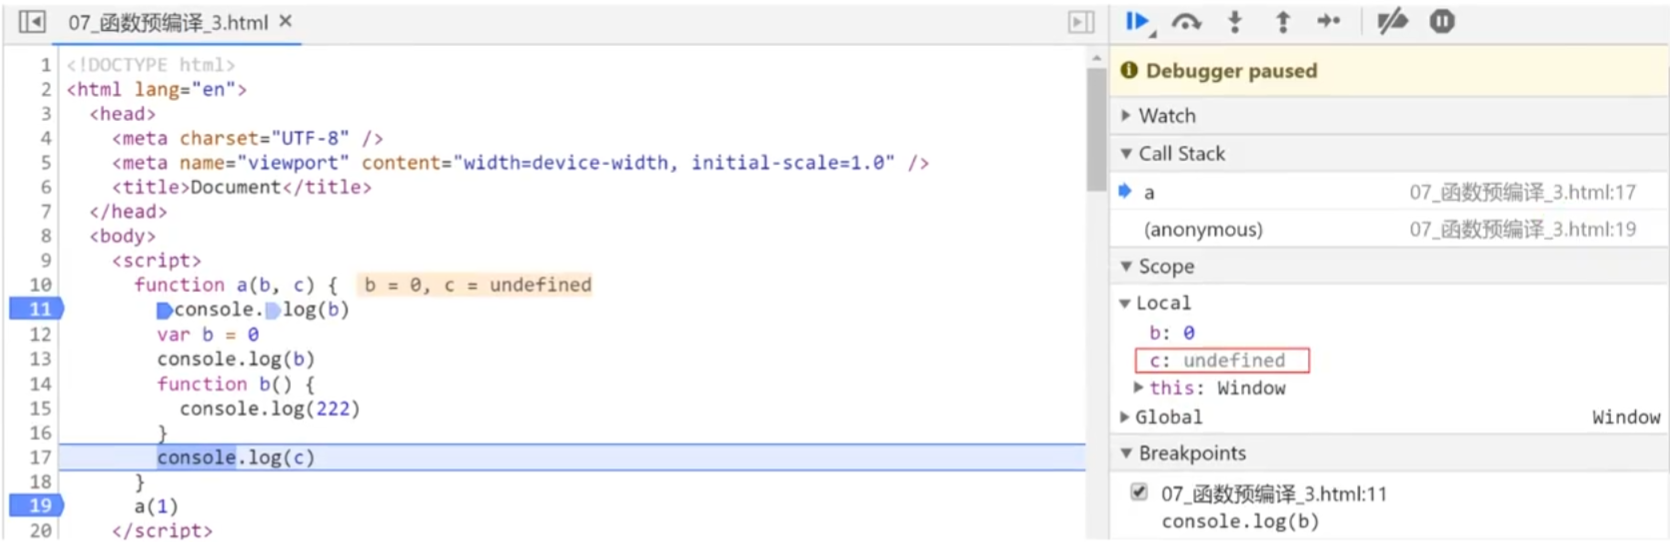 07_函数预编译_3.html ×
1 <!DOCTYPE html>
2 <html lang="en">
3 <head>
4 <meta charset="UTF-8" />
5 <meta name="viewport" content="width=device-width, initial-scale=1.0" />
6 <title>Document</title>
7 </head>
8 <body>
9 <script>
10 function a(b, c) { b = 0, c = undefined
11 console.log(b)
12 var b = 0
13 console.log(b)
14 function b() {
15 console.log(222)
16 }
17 console.log(c)
18 }
19 a(1)
20 </script>
Debugger paused
Watch
Call Stack
a 07_函数预编译_3.html:17
(anonymous) 07_函数预编译_3.html:19
Scope
Local
b: 0
c: undefined
this: Window
Global Window
Breakpoints
07_函数预编译_3.html:11
console.log(b)